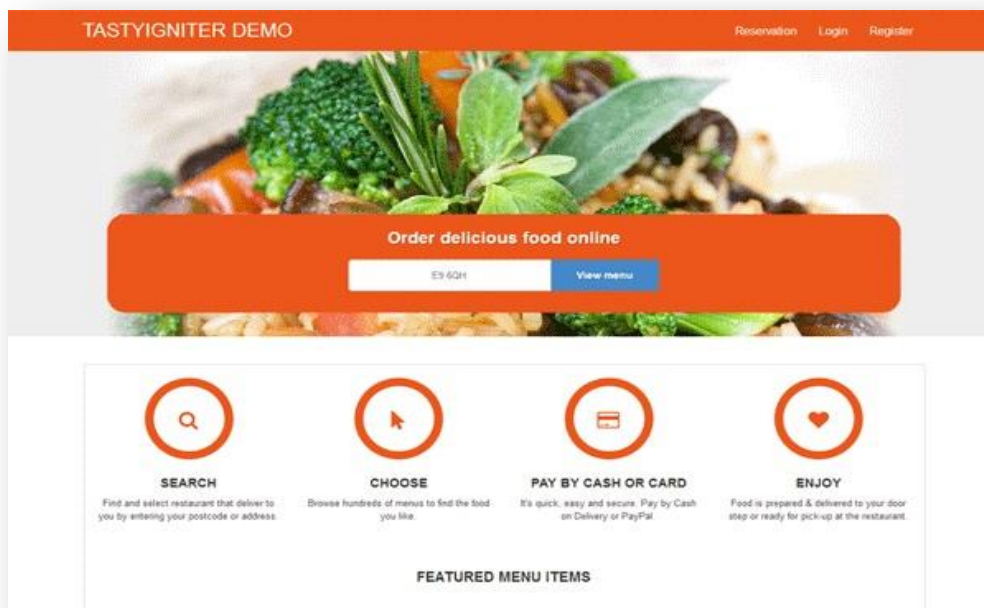 TASTYIGNITER DEMO
Reservation Login Register
Order delicious food online
E9 6QH View menu
SEARCH
Find and select restaurant that deliver to
you by entering your postcode or address.
CHOOSE
Browse hundreds of menus to find the food
you like.
PAY BY CASH OR CARD
It's quick, easy and secure. Pay by Cash
on Delivery or PayPal.
ENJOY
Food is prepared & delivered to your door
step or ready for pick-up at the restaurant.
FEATURED MENU ITEMS